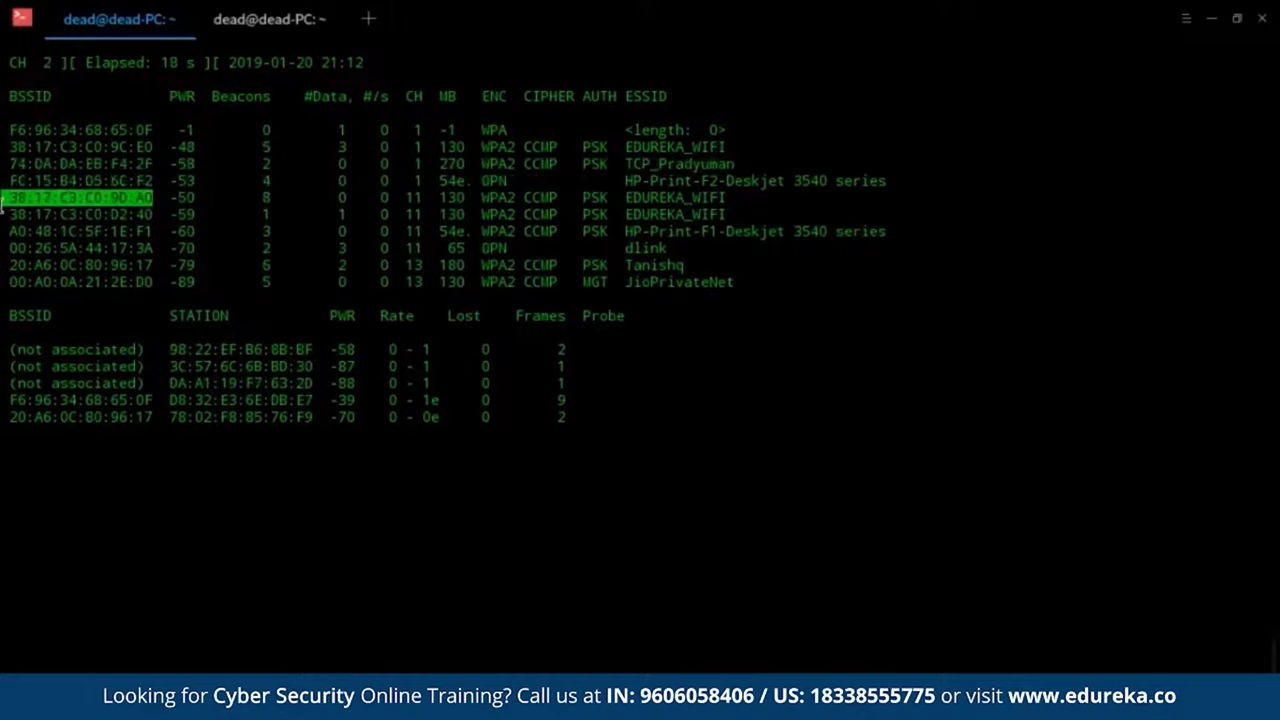 dead@dead-PC: ~ dead@dead-PC: ~
CH 2 ][ Elapsed: 18 s ][ 2019-01-20 21:12
BSSID PWR Beacons #Data, #/s CH MB ENC CIPHER AUTH ESSID
F6:96:34:68:65:0F -1 0 1 0 1 -1 WPA <length: 0>
38:17:C3:C0:9C:E0 -48 5 3 0 1 130 WPA2 CCMP PSK EDUREKA_WIFI
74:0A:DA:EB:F4:2F -58 2 0 0 1 270 WPA2 CCMP PSK TCP_Pradyuman
FC:15:B4:D5:6C:F2 -53 4 0 0 1 54e. OPN HP-Print-F2-Deskjet 3540 series
38:17:C3:C0:9D:A0 -50 8 0 0 11 130 WPA2 CCMP PSK EDUREKA_WIFI
38:17:C3:C0:D2:40 -59 1 1 0 11 130 WPA2 CCMP PSK EDUREKA_WIFI
A0:48:1C:5F:1E:F1 -60 3 0 0 11 54e. WPA2 CCMP PSK HP-Print-F1-Deskjet 3540 series
00:26:5A:44:17:3A -70 2 3 0 11 65 OPN dlink
20:A6:0C:80:96:17 -79 6 2 0 13 180 WPA2 CCMP PSK Tanishq
00:A0:0A:21:2E:D0 -89 5 0 0 13 130 WPA2 CCMP MGT JioPrivateNet
BSSID STATION PWR Rate Lost Frames Probe
(not associated) 98:22:EF:B6:8B:BF -58 0 - 1 0 2
(not associated) 3C:57:6C:6B:BD:30 -87 0 - 1 0 1
(not associated) DA:A1:19:F7:63:2D -88 0 - 1 0 1
F6:96:34:68:65:0F D8:32:E3:6E:DB:E7 -39 0 - 1e 0 9
20:A6:0C:80:96:17 78:02:F8:85:76:F9 -70 0 - 0e 0 2
Looking for Cyber Security Online Training? Call us at IN: 9606058406 / US: 18338555775 or visit www.edureka.co